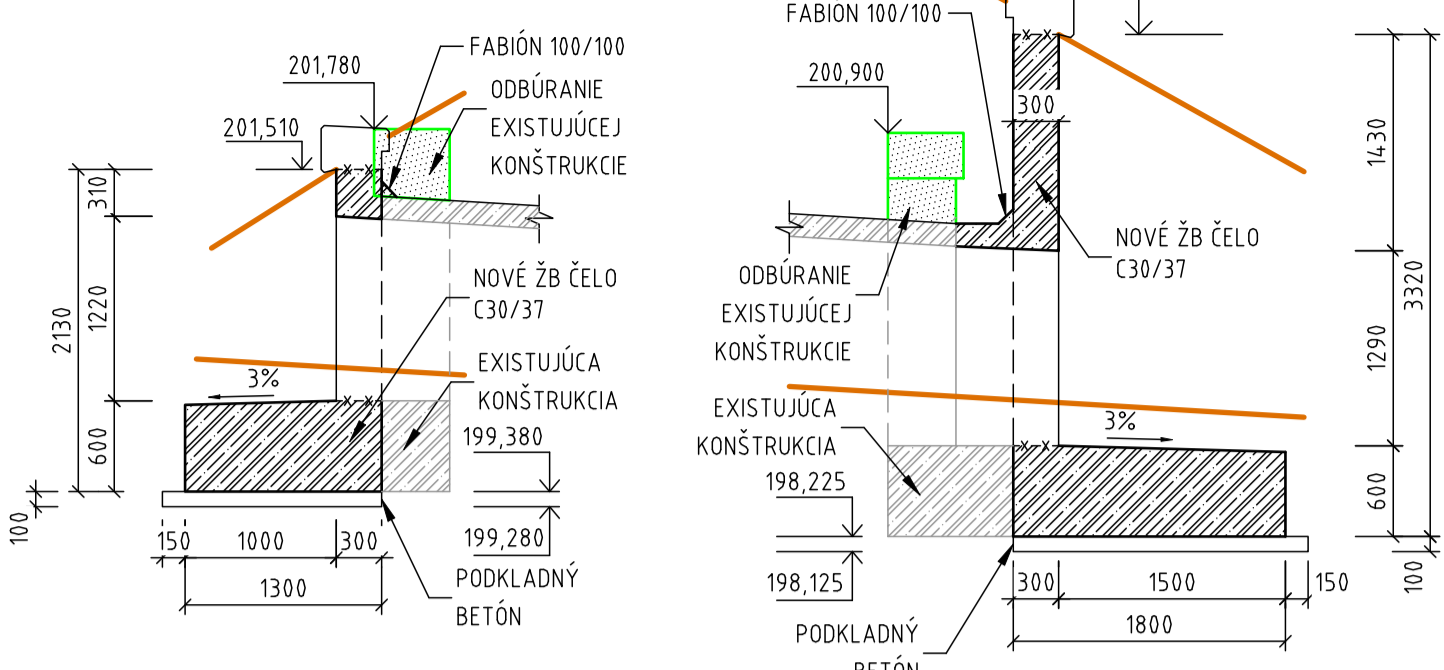 FABIÓN 100/100
201,780
ODBÚRANIE
EXISTUJÚCEJ
KONŠTRUKCIE
201,510
310
1220
2130
600
100
NOVÉ ŽB ČELO
C30/37
EXISTUJÚCA
KONŠTRUKCIA
3%
199,380
199,280
150
1000
300
1300
PODKLADNÝ
BETÓN
FABIÓN 100/100
200,900
300
1430
NOVÉ ŽB ČELO
C30/37
ODBÚRANIE
EXISTUJÚCEJ
KONŠTRUKCIE
1290
3320
EXISTUJÚCA
KONŠTRUKCIA
3%
198,225
600
198,125
100
300
1500
150
1800
PODKLADNÝ
BETÓN